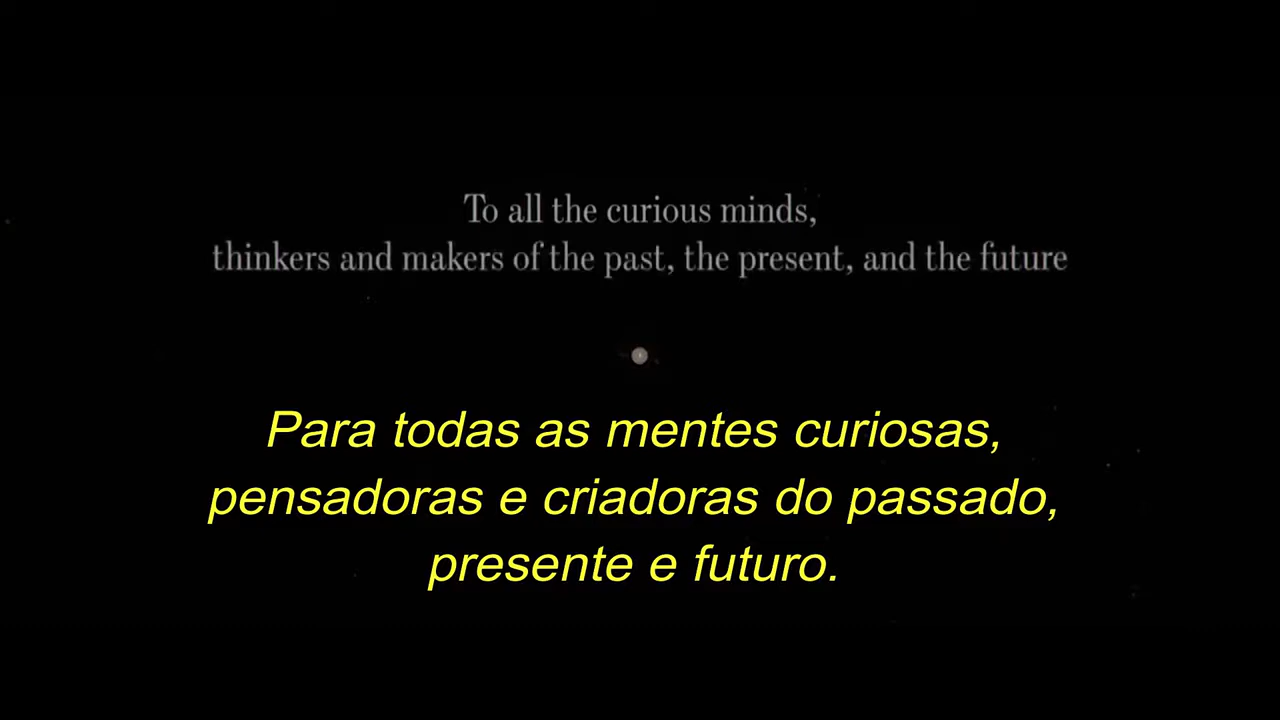 To all the curious minds,
thinkers and makers of the past, the present, and the future
Para todas as mentes curiosas,
pensadoras e criadoras do passado,
presente e futuro.